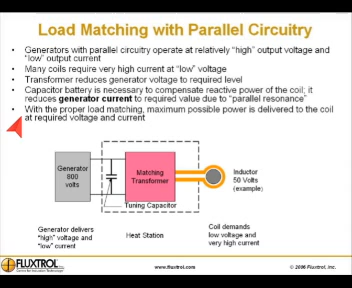 Load Matching with Parallel Circuitry
• Generators with parallel circuitry operate at relatively "high" output voltage and
"low" output current
• Many coils require very high current at "low" voltage
• Transformer reduces generator voltage to required level
• Capacitor battery is necessary to compensate reactive power of the coil; it
reduces generator current to required value due to "parallel resonance"
• With the proper load matching, maximum possible power is delivered to the coil
at required voltage and current
Generator
800
volts
Matching
Transformer
Inductor
50 Volts
(example)
Tuning Capacitor
Generator delivers
"high" voltage and
"low" current
Heat Station
Coil demands
low voltage and
very high current
FLUXTROL
www.fluxtrol.com
© 2006 Fluxtrol, Inc.